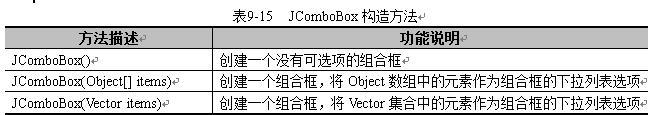 表9-15 JComboBox 构造方法
方法描述 功能说明
JComboBox() 创建一个没有可选项的组合框
JComboBox(Object[] items) 创建一个组合框，将 Object 数组中的元素作为组合框的下拉列表选项
JComboBox(Vector items) 创建一个组合框，将 Vector 集合中的元素作为组合框的下拉列表选项